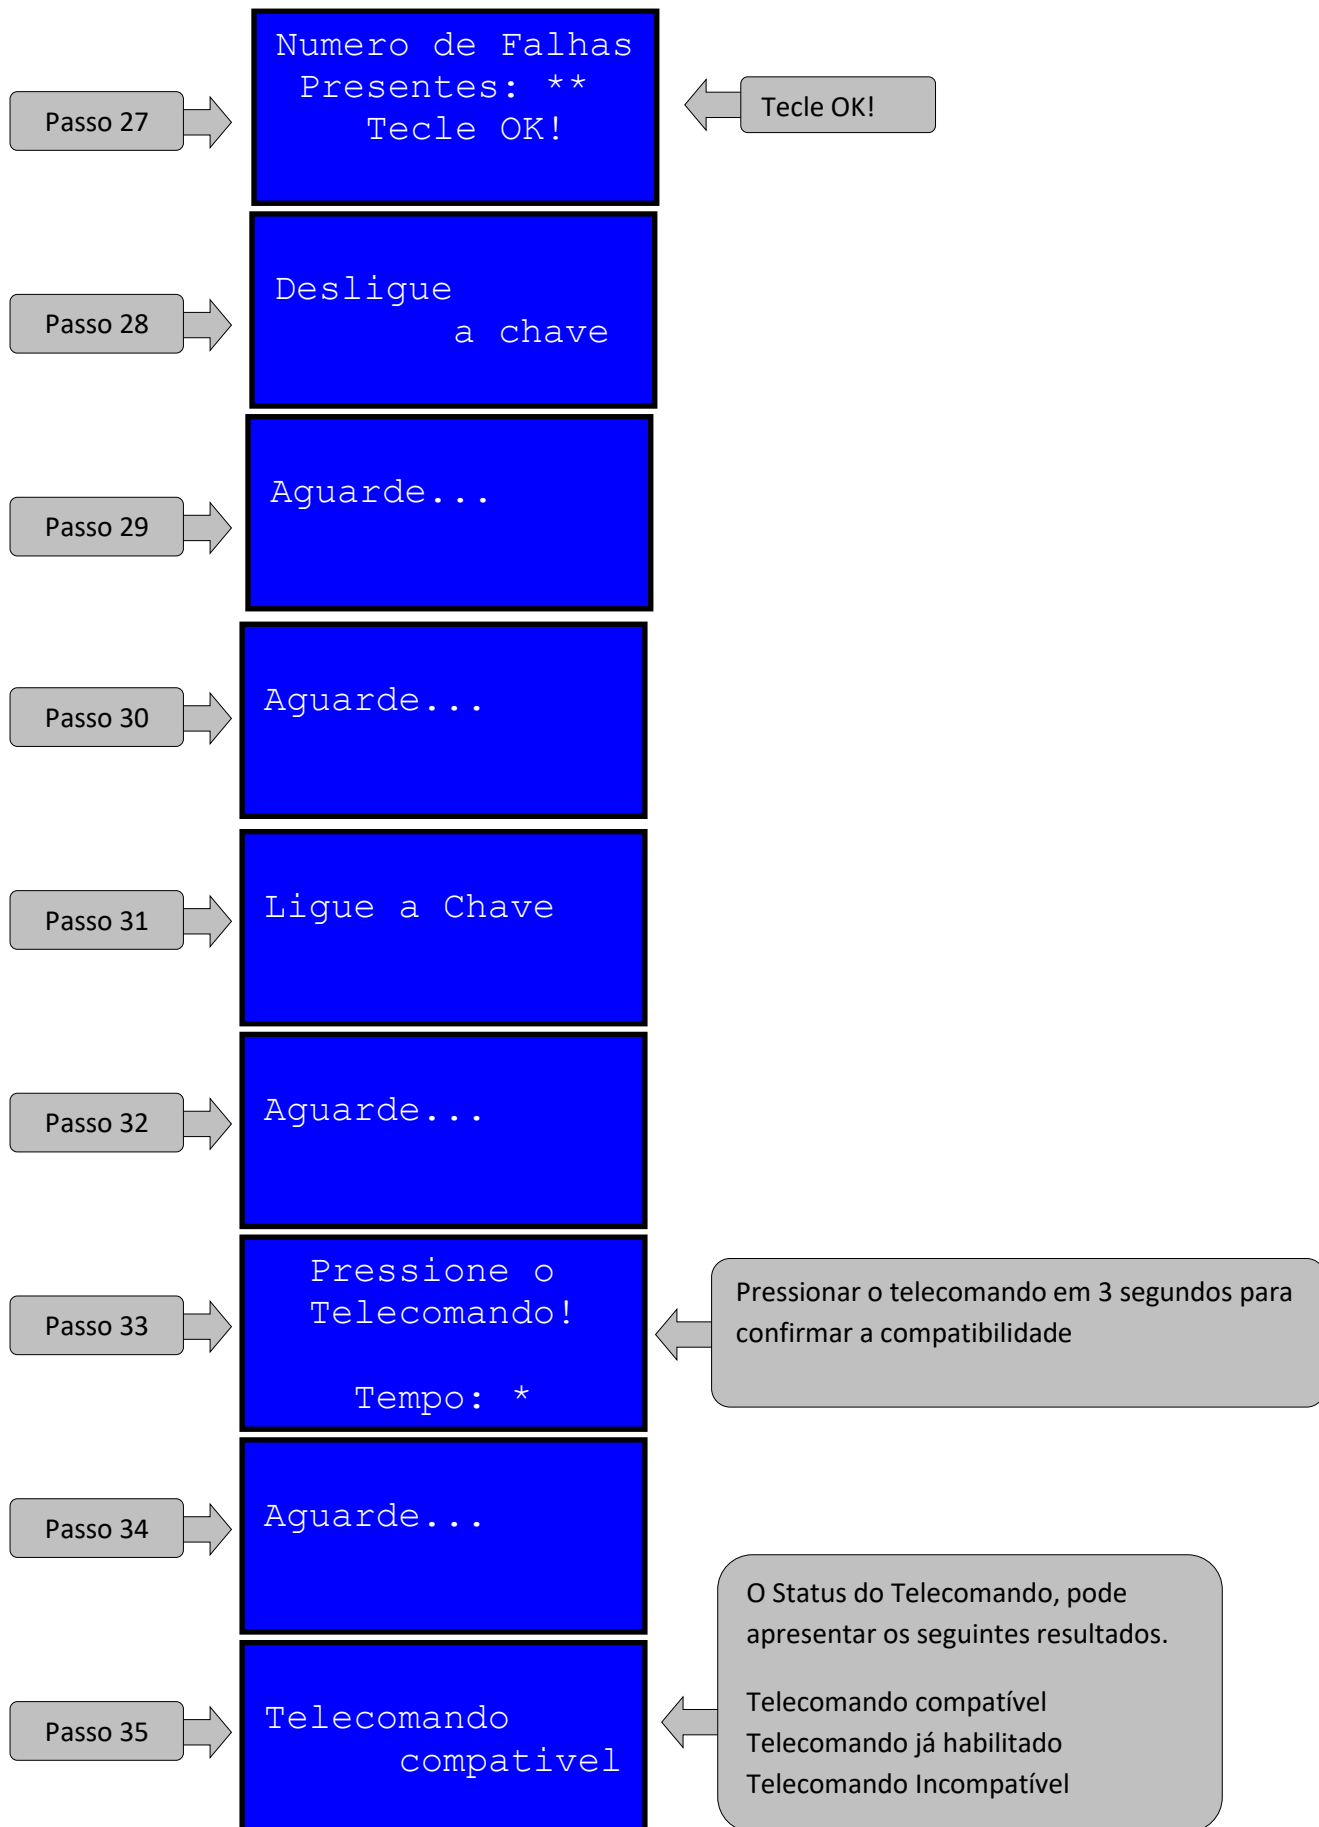 Passo 27
Numero de Falhas
Presentes: **
Tecle OK!
Tecle OK!
Passo 28
Desligue
a chave
Passo 29
Aguarde...
Passo 30
Aguarde...
Passo 31
Ligue a Chave
Passo 32
Aguarde...
Passo 33
Pressione o
Telecomando!
Tempo: *
Pressionar o telecomando em 3 segundos para
confirmar a compatibilidade
Passo 34
Aguarde...
Passo 35
Telecomando
compativel
O Status do Telecomando, pode
apresentar os seguintes resultados.
Telecomando compatível
Telecomando já habilitado
Telecomando Incompatível